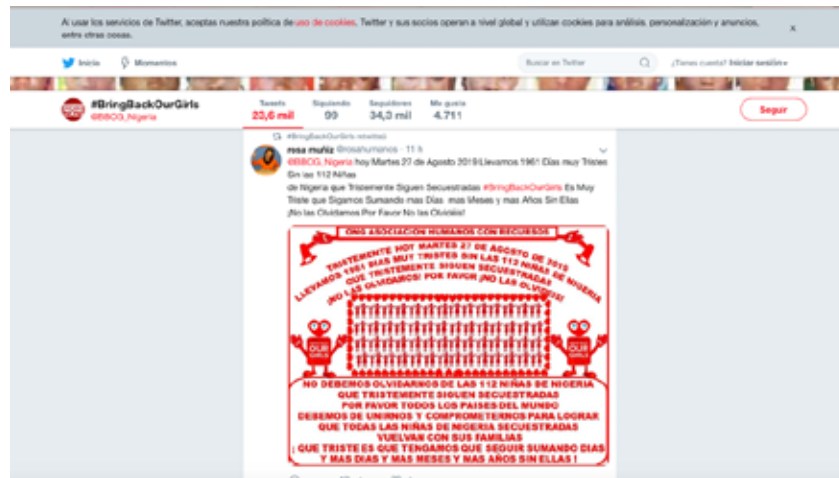 Al usar los servicios de Twitter, aceptas nuestra política de uso de cookies. Twitter y sus socios operan a nivel global y utilizan cookies para análisis, personalización y anuncios,
entre otras cosas.
x
Inicio Momentos Buscar en Twitter ¿Tienes cuenta? Iniciar sesión
#BringBackOurGirls
@BBOG_Nigeria
Tweets Siguiendo Seguidores Me gusta
23,6 mil 99 34,3 mil 4.711
Seguir
#BringBackOurGirls retwitteó
rosa muñiz @rosahumanos · 11 h
@BBOG_Nigeria hoy Martes 27 de Agosto 2019 Llevamos 1961 Días muy Tristes
Sin las 112 Niñas
de Nigeria que Tristemente Siguen Secuestradas #BringBackOurGirls Es Muy
Triste que Sigamos Sumando mas Días mas Meses y mas Años Sin Ellas
¡No las Olvidamos Por Favor No las Olvidéis!
ONG ASOCIACION HUMANOS CON RECURSOS
TRISTEMENTE HOY MARTES 27 DE AGOSTO DE 2019
LLEVAMOS 1961 DIAS MUY TRISTES SIN LAS 112 NIÑAS DE NIGERIA
QUE TRISTEMENTE SIGUEN SECUESTRADAS
¡NO LAS OLVIDAMOS! POR FAVOR ¡NO LAS OLVIDEIS!
OUR
GIRLS
OUR
GIRLS
NO DEBEMOS OLVIDARNOS DE LAS 112 NIÑAS DE NIGERIA
QUE TRISTEMENTE SIGUEN SECUESTRADAS
POR FAVOR TODOS LOS PAISES DEL MUNDO
DEBEMOS DE UNIRNOS Y COMPROMETERNOS PARA LOGRAR
QUE TODAS LAS NIÑAS DE NIGERIA SECUESTRADAS
VUELVAN CON SUS FAMILIAS
¡ QUE TRISTE ES QUE TENGAMOS QUE SEGUIR SUMANDO DIAS
Y MAS DIAS Y MAS MESES Y MAS AÑOS SIN ELLAS !